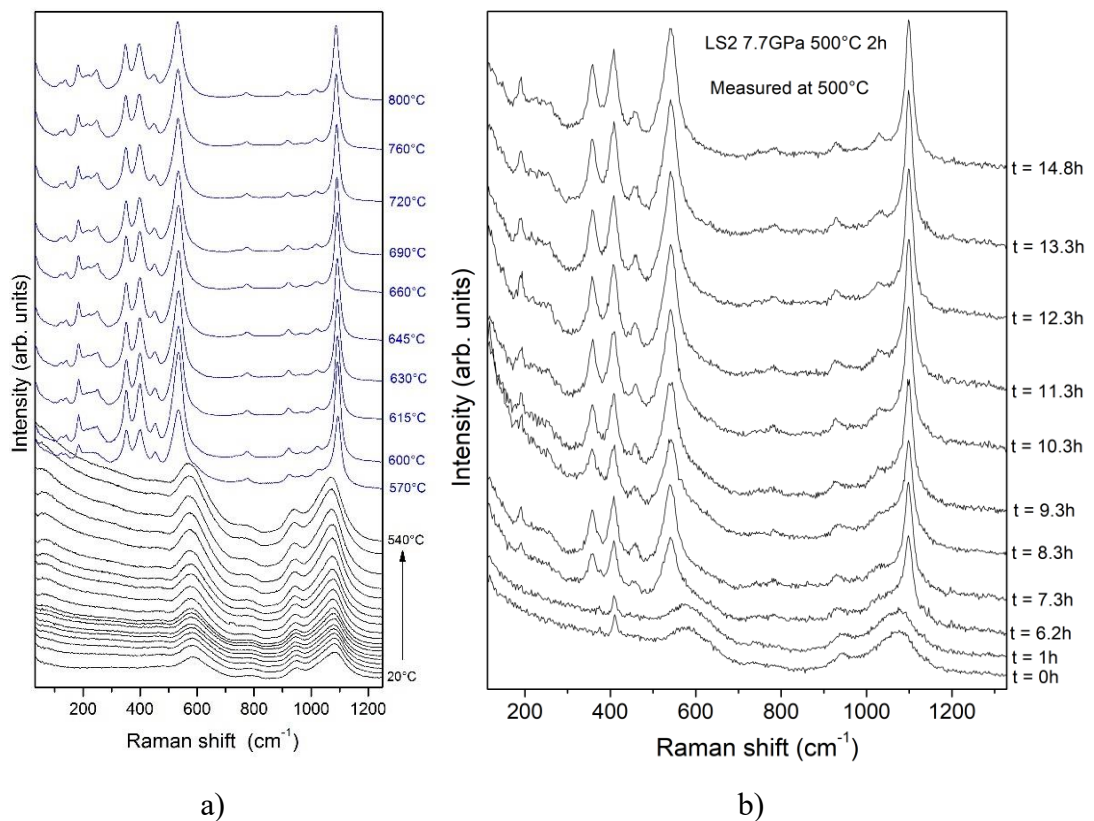 Intensity (arb. units)
800°C
760°C
720°C
690°C
660°C
645°C
630°C
615°C
600°C
570°C
540°C
20°C
200 400 600 800 1000 1200
Raman shift (cm-1)
a)
LS2 7.7GPa 500°C 2h
Measured at 500°C
Intensity (arb. units)
t = 14.8h
t = 13.3h
t = 12.3h
t = 11.3h
t = 10.3h
t = 9.3h
t = 8.3h
t = 7.3h
t = 6.2h
t = 1h
t = 0h
200 400 600 800 1000 1200
Raman shift (cm-1)
b)